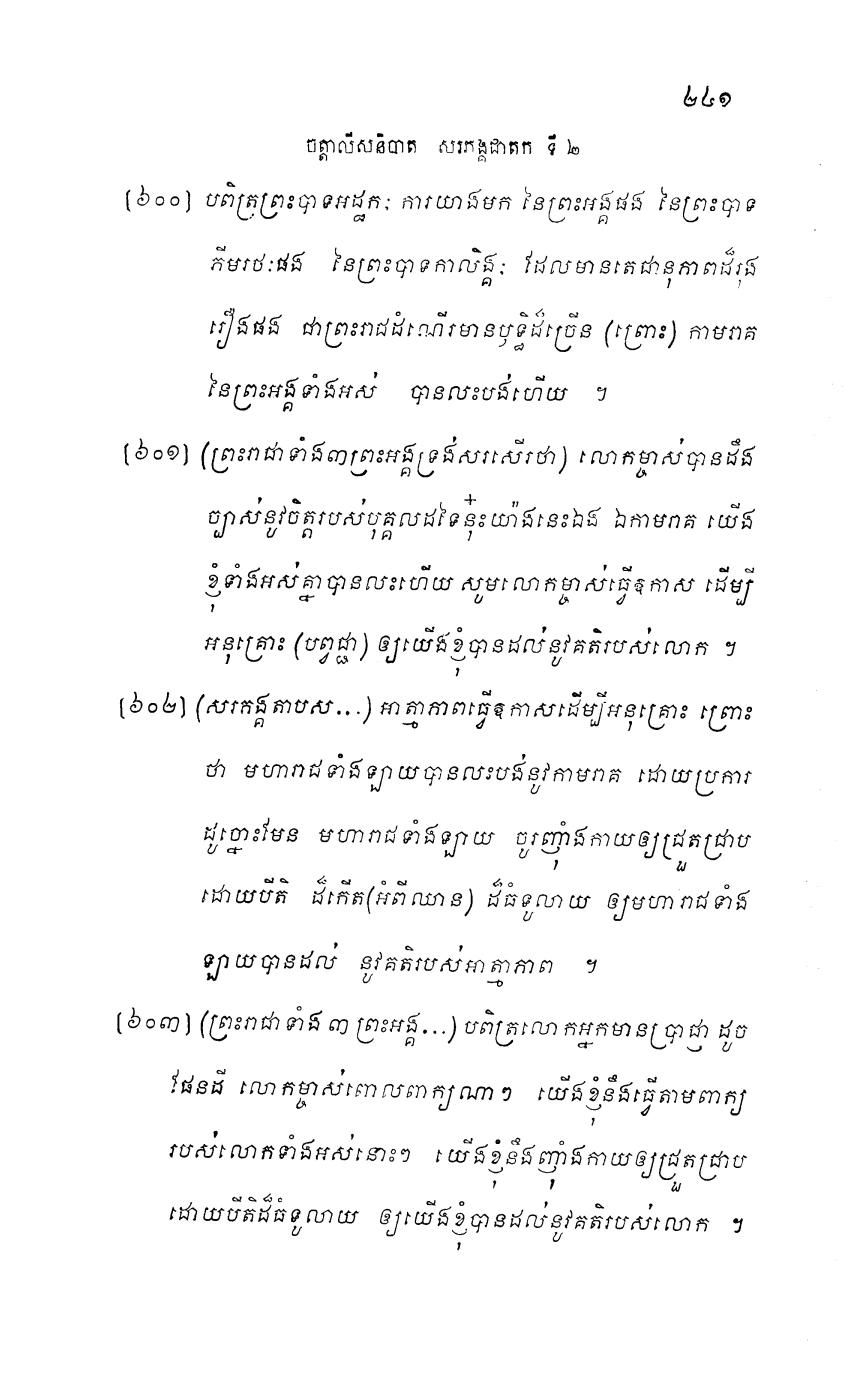 ២៤១
ចត្តាលីសនិបាត សរភង្គជាតក ទី ២
[៦០០] បពិត្រព្រះបាទអដ្ឋកៈ ការយាងមក នៃព្រះអង្គផង នៃព្រះបាទ
ភីមរថៈផង នៃព្រះបាទកាលិង្គៈ ដែលមានតេជានុភាពដ៏រុង
រឿងផង ជាព្រះរាជដំណើរមានឫទ្ធិដ៏ច្រើន (ព្រោះ) កាមរាគ
នៃព្រះអង្គទាំងអស់ បានលះបង់ហើយ ។
[៦០១] (ព្រះរាជាទាំង៣ព្រះអង្គទ្រង់សរសើរថា) លោកម្ចាស់បានដឹង
ច្បាស់នូវចិត្តរបស់បុគ្គលដទៃនុ៎ះយ៉ាងនេះឯង ឯកាមរាគ យើង
ខ្ញុំទាំងអស់គ្នាបានលះហើយ សូមលោកម្ចាស់ធ្វើឱកាស ដើម្បី
អនុគ្រោះ (បព្វជ្ជា) ឲ្យយើងខ្ញុំបានដល់នូវគតិរបស់លោក ។
[៦០២] (សរភង្គតាបស...) អាត្មាភាពធ្វើឱកាសដើម្បីអនុគ្រោះ ព្រោះ
ថា មហារាជទាំងឡាយបានលះបង់នូវកាមរាគ ដោយប្រការ
ដូច្នោះមែន មហារាជទាំងឡាយ ចូរញ៉ាំងកាយឲ្យជ្រួតជ្រាប
ដោយបីតិ ដ៏កើត(អំពីឈាន) ដ៏ធំទូលាយ ឲ្យមហារាជទាំង
ឡាយបានដល់ នូវគតិរបស់អាត្មាភាព ។
[៦០៣] (ព្រះរាជាទាំង ៣ ព្រះអង្គ...) បពិត្រលោកអ្នកមានប្រាជ្ញា ដូច
ផែនដី លោកម្ចាស់ពោលពាក្យណាៗ យើងខ្ញុំនឹងធ្វើតាមពាក្យ
របស់លោកទាំងអស់នោះៗ យើងខ្ញុំនឹងញ៉ាំងកាយឲ្យជ្រួតជ្រាប
ដោយបីតិដ៏ធំទូលាយ ឲ្យយើងខ្ញុំបានដល់នូវគតិរបស់លោក ។